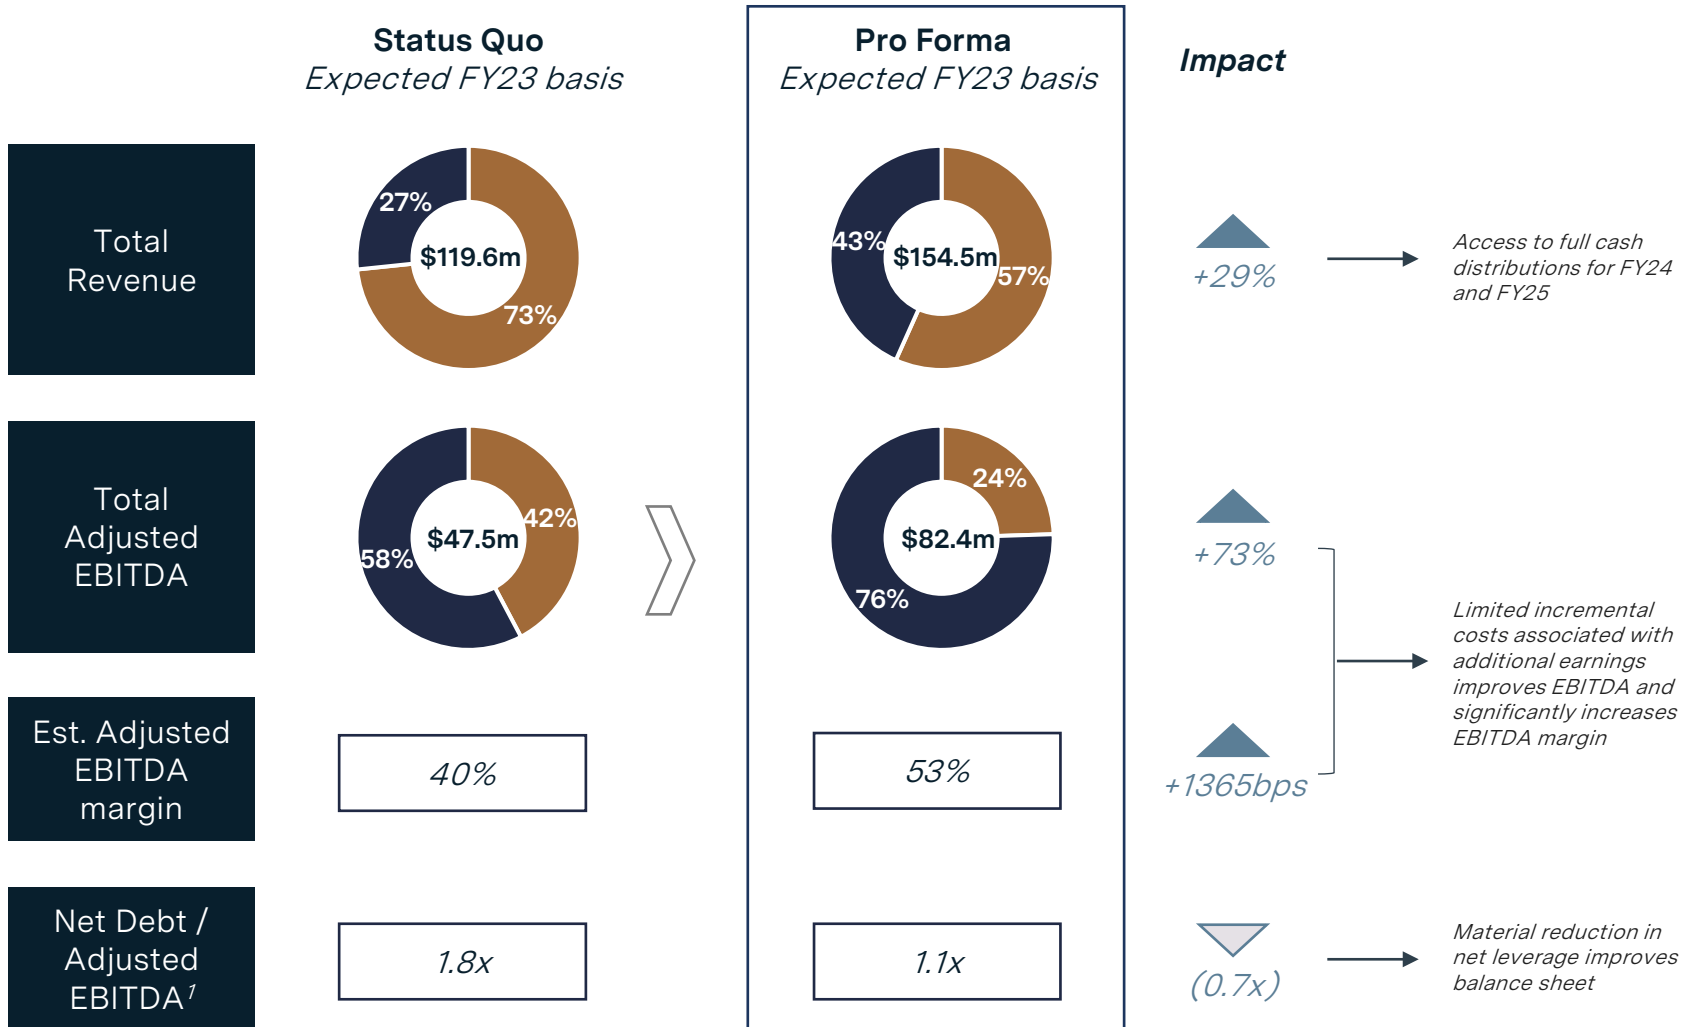 Status Quo
Expected FY23 basis
Pro Forma
Expected FY23 basis
Impact
Total
Revenue
27%
$119.6m
73%
43%
$154.5m
57%
+29%
Access to full cash
distributions for FY24
and FY25
Total
Adjusted
EBITDA
42%
$47.5m
58%
24%
$82.4m
76%
+73%
Limited incremental
costs associated with
additional earnings
improves EBITDA and
significantly increases
EBITDA margin
Est. Adjusted
EBITDA
margin
40%
53%
+1365bps
Net Debt /
Adjusted
EBITDA¹
1.8x
1.1x
(0.7x)
Material reduction in
net leverage improves
balance sheet